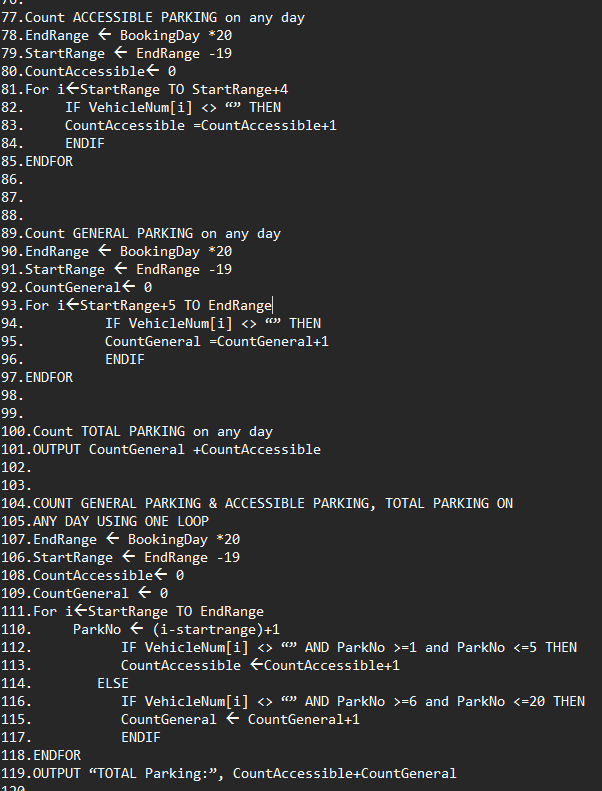 76.
77.Count ACCESSIBLE PARKING on any day
78.EndRange ← BookingDay *20
79.StartRange ← EndRange -19
80.CountAccessible← 0
81.For i←StartRange TO StartRange+4
82. IF VehicleNum[i] <> “” THEN
83. CountAccessible =CountAccessible+1
84. ENDIF
85.ENDFOR
86.
87.
88.
89.Count GENERAL PARKING on any day
90.EndRange ← BookingDay *20
91.StartRange ← EndRange -19
92.CountGeneral← 0
93.For i←StartRange+5 TO EndRange
94. IF VehicleNum[i] <> “” THEN
95. CountGeneral =CountGeneral+1
96. ENDIF
97.ENDFOR
98.
99.
100.Count TOTAL PARKING on any day
101.OUTPUT CountGeneral +CountAccessible
102.
103.
104.COUNT GENERAL PARKING & ACCESSIBLE PARKING, TOTAL PARKING ON
105.ANY DAY USING ONE LOOP
107.EndRange ← BookingDay *20
106.StartRange ← EndRange -19
108.CountAccessible← 0
109.CountGeneral ← 0
111.For i←StartRange TO EndRange
110. ParkNo ← (i-startrange)+1
112. IF VehicleNum[i] <> “” AND ParkNo >=1 and ParkNo <=5 THEN
113. CountAccessible ←CountAccessible+1
114. ELSE
116. IF VehicleNum[i] <> “” AND ParkNo >=6 and ParkNo <=20 THEN
115. CountGeneral ← CountGeneral+1
117. ENDIF
118.ENDFOR
119.OUTPUT “TOTAL Parking:”, CountAccessible+CountGeneral
120.